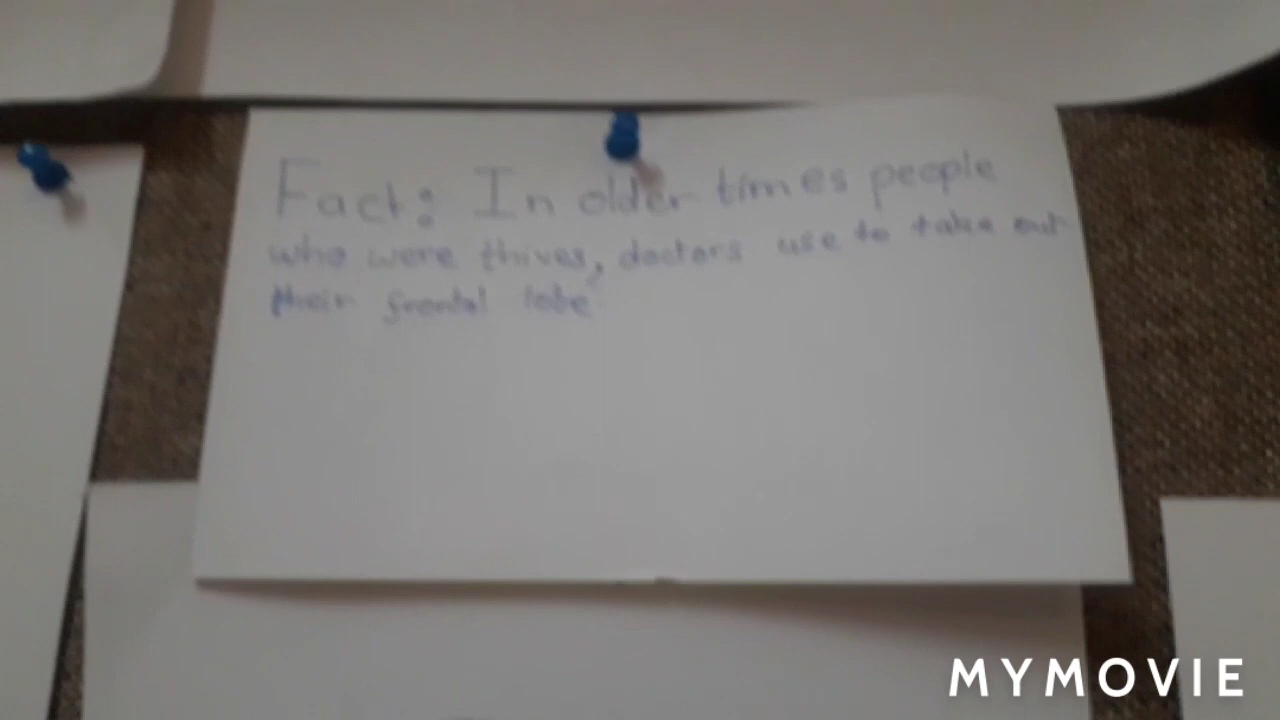 Fact: In older times people
who were thives, doctors use to take out
their frontal lobe
MYMOVIE